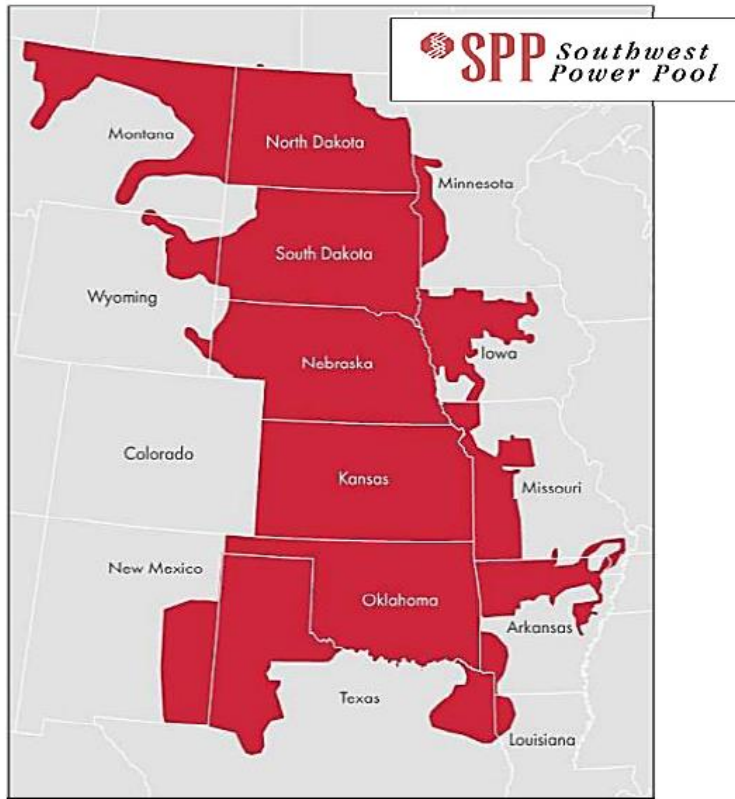 SPP Southwest
Power Pool
Montana
North Dakota
Minnesota
South Dakota
Wyoming
Iowa
Nebraska
Colorado
Kansas
Missouri
New Mexico
Oklahoma
Arkansas
Texas
Louisiana